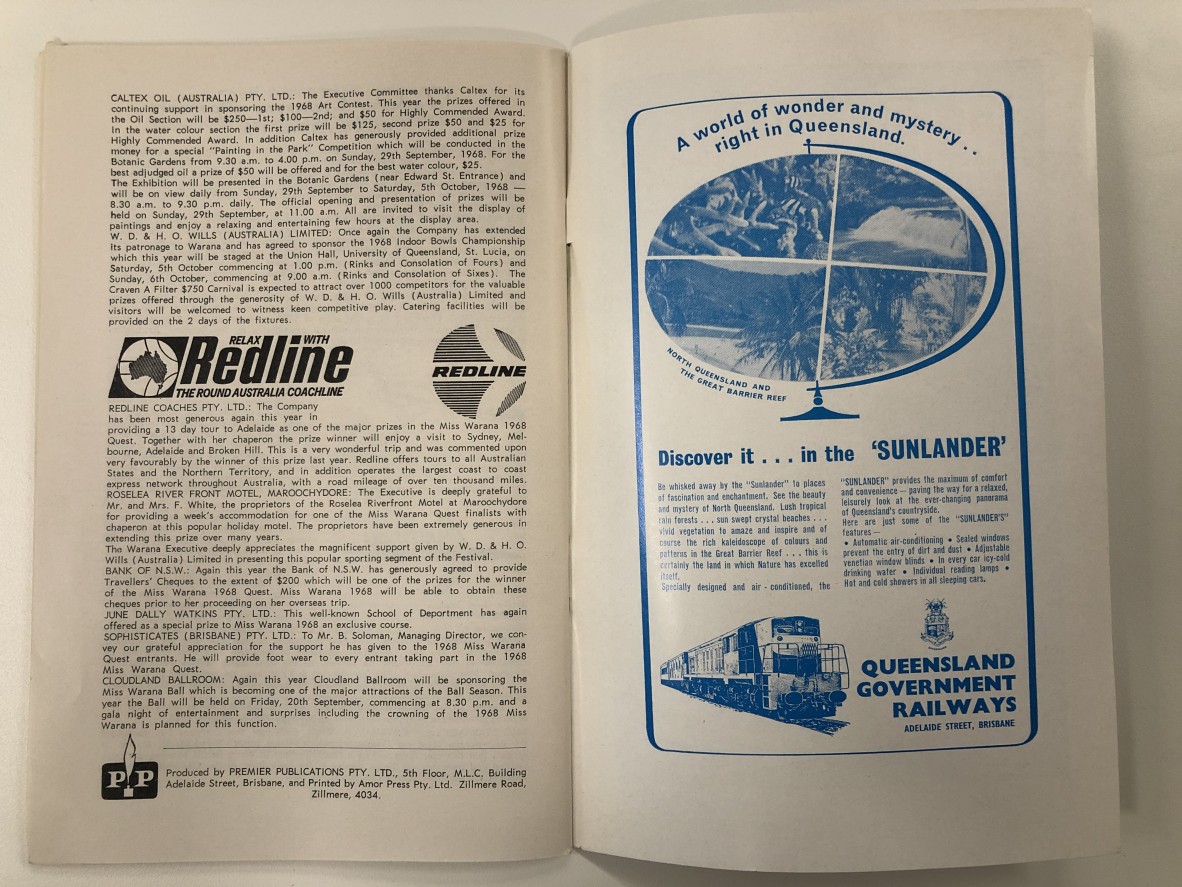 CALTEX OIL (AUSTRALIA) PTY. LTD.: The Executive Committee thanks Caltex for its
continuing support in sponsoring the 1968 Art Contest. This year the prizes offered in
the Oil Section will be $250—1st; $100—2nd; and $50 for Highly Commended Award.
In the water colour section the first prize will be $125, second prize $50 and $25 for
Highly Commended Award. In addition Caltex has generously provided additional prize
money for a special "Painting in the Park" Competition which will be conducted in the
Botanic Gardens from 9.30 a.m. to 4.00 p.m. on Sunday, 29th September, 1968. For the
best adjudged oil a prize of $50 will be offered and for the best water colour, $25.
The Exhibition will be presented in the Botanic Gardens (near Edward St. Entrance) and
will be on view daily from Sunday, 29th September to Saturday, 5th October, 1968 —
8.30 a.m. to 9.30 p.m. daily. The official opening and presentation of prizes will be
held on Sunday, 29th September, at 11.00 a.m. All are invited to visit the display of
paintings and enjoy a relaxing and entertaining few hours at the display area.
W. D. & H. O. WILLS (AUSTRALIA) LIMITED: Once again the Company has extended
its patronage to Warana and has agreed to sponsor the 1968 Indoor Bowls Championship
which this year will be staged at the Union Hall, University of Queensland, St. Lucia, on
Saturday, 5th October commencing at 1.00 p.m. (Rinks and Consolation of Fours) and
Sunday, 6th October, commencing at 9.00 a.m. (Rinks and Consolation of Sixes). The
Craven A Filter $750 Carnival is expected to attract over 1000 competitors for the valuable
prizes offered through the generosity of W. D. & H. O. Wills (Australia) Limited and
visitors will be welcomed to witness keen competitive play. Catering facilities will be
provided on the 2 days of the fixtures.
RELAX WITH
Redline
THE ROUND AUSTRALIA COACHLINE
REDLINE
REDLINE COACHES PTY. LTD.: The Company
has been most generous again this year in
providing a 13 day tour to Adelaide as one of the major prizes in the Miss Warana 1968
Quest. Together with her chaperon the prize winner will enjoy a visit to Sydney, Mel-
bourne, Adelaide and Broken Hill. This is a very wonderful trip and was commented upon
very favourably by the winner of this prize last year. Redline offers tours to all Australian
States and the Northern Territory, and in addition operates the largest coast to coast
express network throughout Australia, with a road mileage of over ten thousand miles.
ROSELEA RIVER FRONT MOTEL, MAROOCHYDORE: The Executive is deeply grateful to
Mr. and Mrs. F. White, the proprietors of the Roselea Riverfront Motel at Maroochydore
for providing a week's accommodation for one of the Miss Warana Quest finalists with
chaperon at this popular holiday motel. The proprietors have been extremely generous in
extending this prize over many years.
The Warana Executive deeply appreciates the magnificent support given by W. D. & H. O.
Wills (Australia) Limited in presenting this popular sporting segment of the Festival.
BANK OF N.S.W.: Again this year the Bank of N.S.W. has generously agreed to provide
Travellers' Cheques to the extent of $200 which will be one of the prizes for the winner
of the Miss Warana 1968 Quest. Miss Warana 1968 will be able to obtain these
cheques prior to her proceeding on her overseas trip.
JUNE DALLY WATKINS PTY. LTD.: This well-known School of Department has again
offered as a special prize to Miss Warana 1968 an exclusive course.
SOPHISTICATES (BRISBANE) PTY. LTD.: To Mr. B. Soloman, Managing Director, we con-
vey our grateful appreciation for the support he has given to the 1968 Miss Warana
Quest entrants. He will provide foot wear to every entrant taking part in the 1968
Miss Warana Quest.
CLOUDLAND BALLROOM: Again this year Cloudland Ballroom will be sponsoring the
Miss Warana Ball which is becoming one of the major attractions of the Ball Season. This
year the Ball will be held on Friday, 20th September, commencing at 8.30 p.m. and a
gala night of entertainment and surprises including the crowning of the 1968 Miss
Warana is planned for this function.
PP
Produced by PREMIER PUBLICATIONS PTY. LTD., 5th Floor, M.L.C. Building
Adelaide Street, Brisbane, and Printed by Amor Press Pty. Ltd. Zillmere Road,
Zillmere, 4034.
A world of wonder and mystery . .
right in Queensland.
NORTH QUEENSLAND AND
THE GREAT BARRIER REEF
Discover it . . . in the 'SUNLANDER'
Be whisked away by the "Sunlander" to places
of fascination and enchantment. See the beauty
and mystery of North Queensland. Lush tropical
rain forests . . . sun swept crystal beaches . . .
vivid vegetation to amaze and inspire and of
course the rich kaleidoscope of colours and
patterns in the Great Barrier Reef . . . this is
certainly the land in which Nature has excelled
itself.
Specially designed and air - conditioned, the
"SUNLANDER" provides the maximum of comfort
and convenience — paving the way for a relaxed,
leisurely look at the ever-changing panorama
of Queensland's countryside.
Here are just some of the "SUNLANDER'S"
features —
• Automatic air-conditioning • Sealed windows
prevent the entry of dirt and dust • Adjustable
venetian window blinds • In every car icy-cold
drinking water • Individual reading lamps •
Hot and cold showers in all sleeping cars.
QUEENSLAND
GOVERNMENT
RAILWAYS
ADELAIDE STREET, BRISBANE